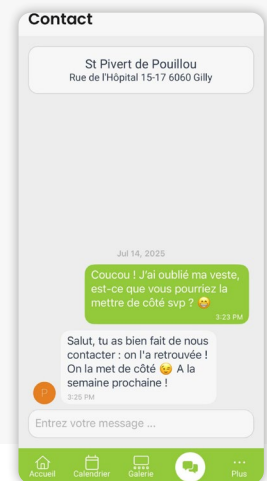 Contact
St Pivert de Pouillou
Rue de l'Hôpital 15-17 6060 Gilly
Jul 14, 2025
Coucou ! J'ai oublié ma veste,
est-ce que vous pourriez la
mettre de côté svp ? 😁
3:23 PM
Salut, tu as bien fait de nous
contacter : on l'a retrouvée !
On la met de côté 😉 A la
semaine prochaine !
P
3:25 PM
Entrez votre message ...
Accueil
Calendrier
Galerie
Plus